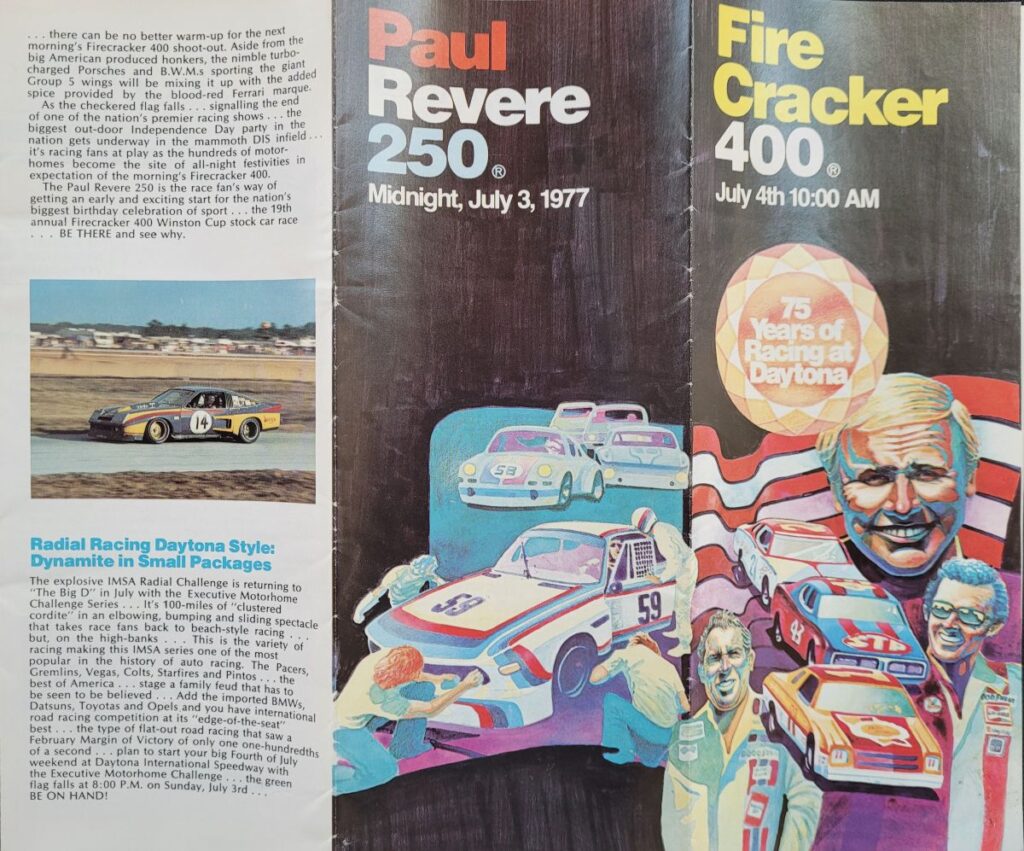 . . . there can be no better warm-up for the next
morning's Firecracker 400 shoot-out. Aside from the
big American produced honkers, the nimble turbo-
charged Porsches and B.W.M.s sporting the giant
Group 5 wings will be mixing it up with the added
spice provided by the blood-red Ferrari marque.
As the checkered flag falls . . . signalling the end
of one of the nation's premier racing shows . . . the
biggest out-door Independence Day party in the
nation gets underway in the mammoth DIS infield . . .
it's racing fans at play as the hundreds of motor-
homes become the site of all-night festivities in
expectation of the morning's Firecracker 400.
The Paul Revere 250 is the race fan's way of
getting an early and exciting start for the nation's
biggest birthday celebration of sport . . . the 19th
annual Firecracker 400 Winston Cup stock car race
. . . BE THERE and see why.
14
Radial Racing Daytona Style:
Dynamite in Small Packages
The explosive IMSA Radial Challenge is returning to
"The Big D" in July with the Executive Motorhome
Challenge Series . . . It's 100-miles of "clustered
cordite" in an elbowing, bumping and sliding spectacle
that takes race fans back to beach-style racing . . .
but, on the high-banks . . . This is the variety of
racing making this IMSA series one of the most
popular in the history of auto racing. The Pacers,
Gremlins, Vegas, Colts, Starfires and Pintos . . . the
best of America . . . stage a family feud that has to
be seen to be believed . . . Add the imported BMWs,
Datsuns, Toyotas and Opels and you have international
road racing competition at its "edge-of-the-seat"
best . . . the type of flat-out road racing that saw a
February Margin of Victory of only one one-hundredths
of a second . . . plan to start your big Fourth of July
weekend at Daytona International Speedway with
the Executive Motorhome Challenge . . . the green
flag falls at 8:00 P.M. on Sunday, July 3rd . . .
BE ON HAND!
Paul
Revere
250®
Midnight, July 3, 1977
59
59
Fire
Cracker
400®
July 4th 10:00 AM
75
Years of
Racing at
Daytona
43
STP
11